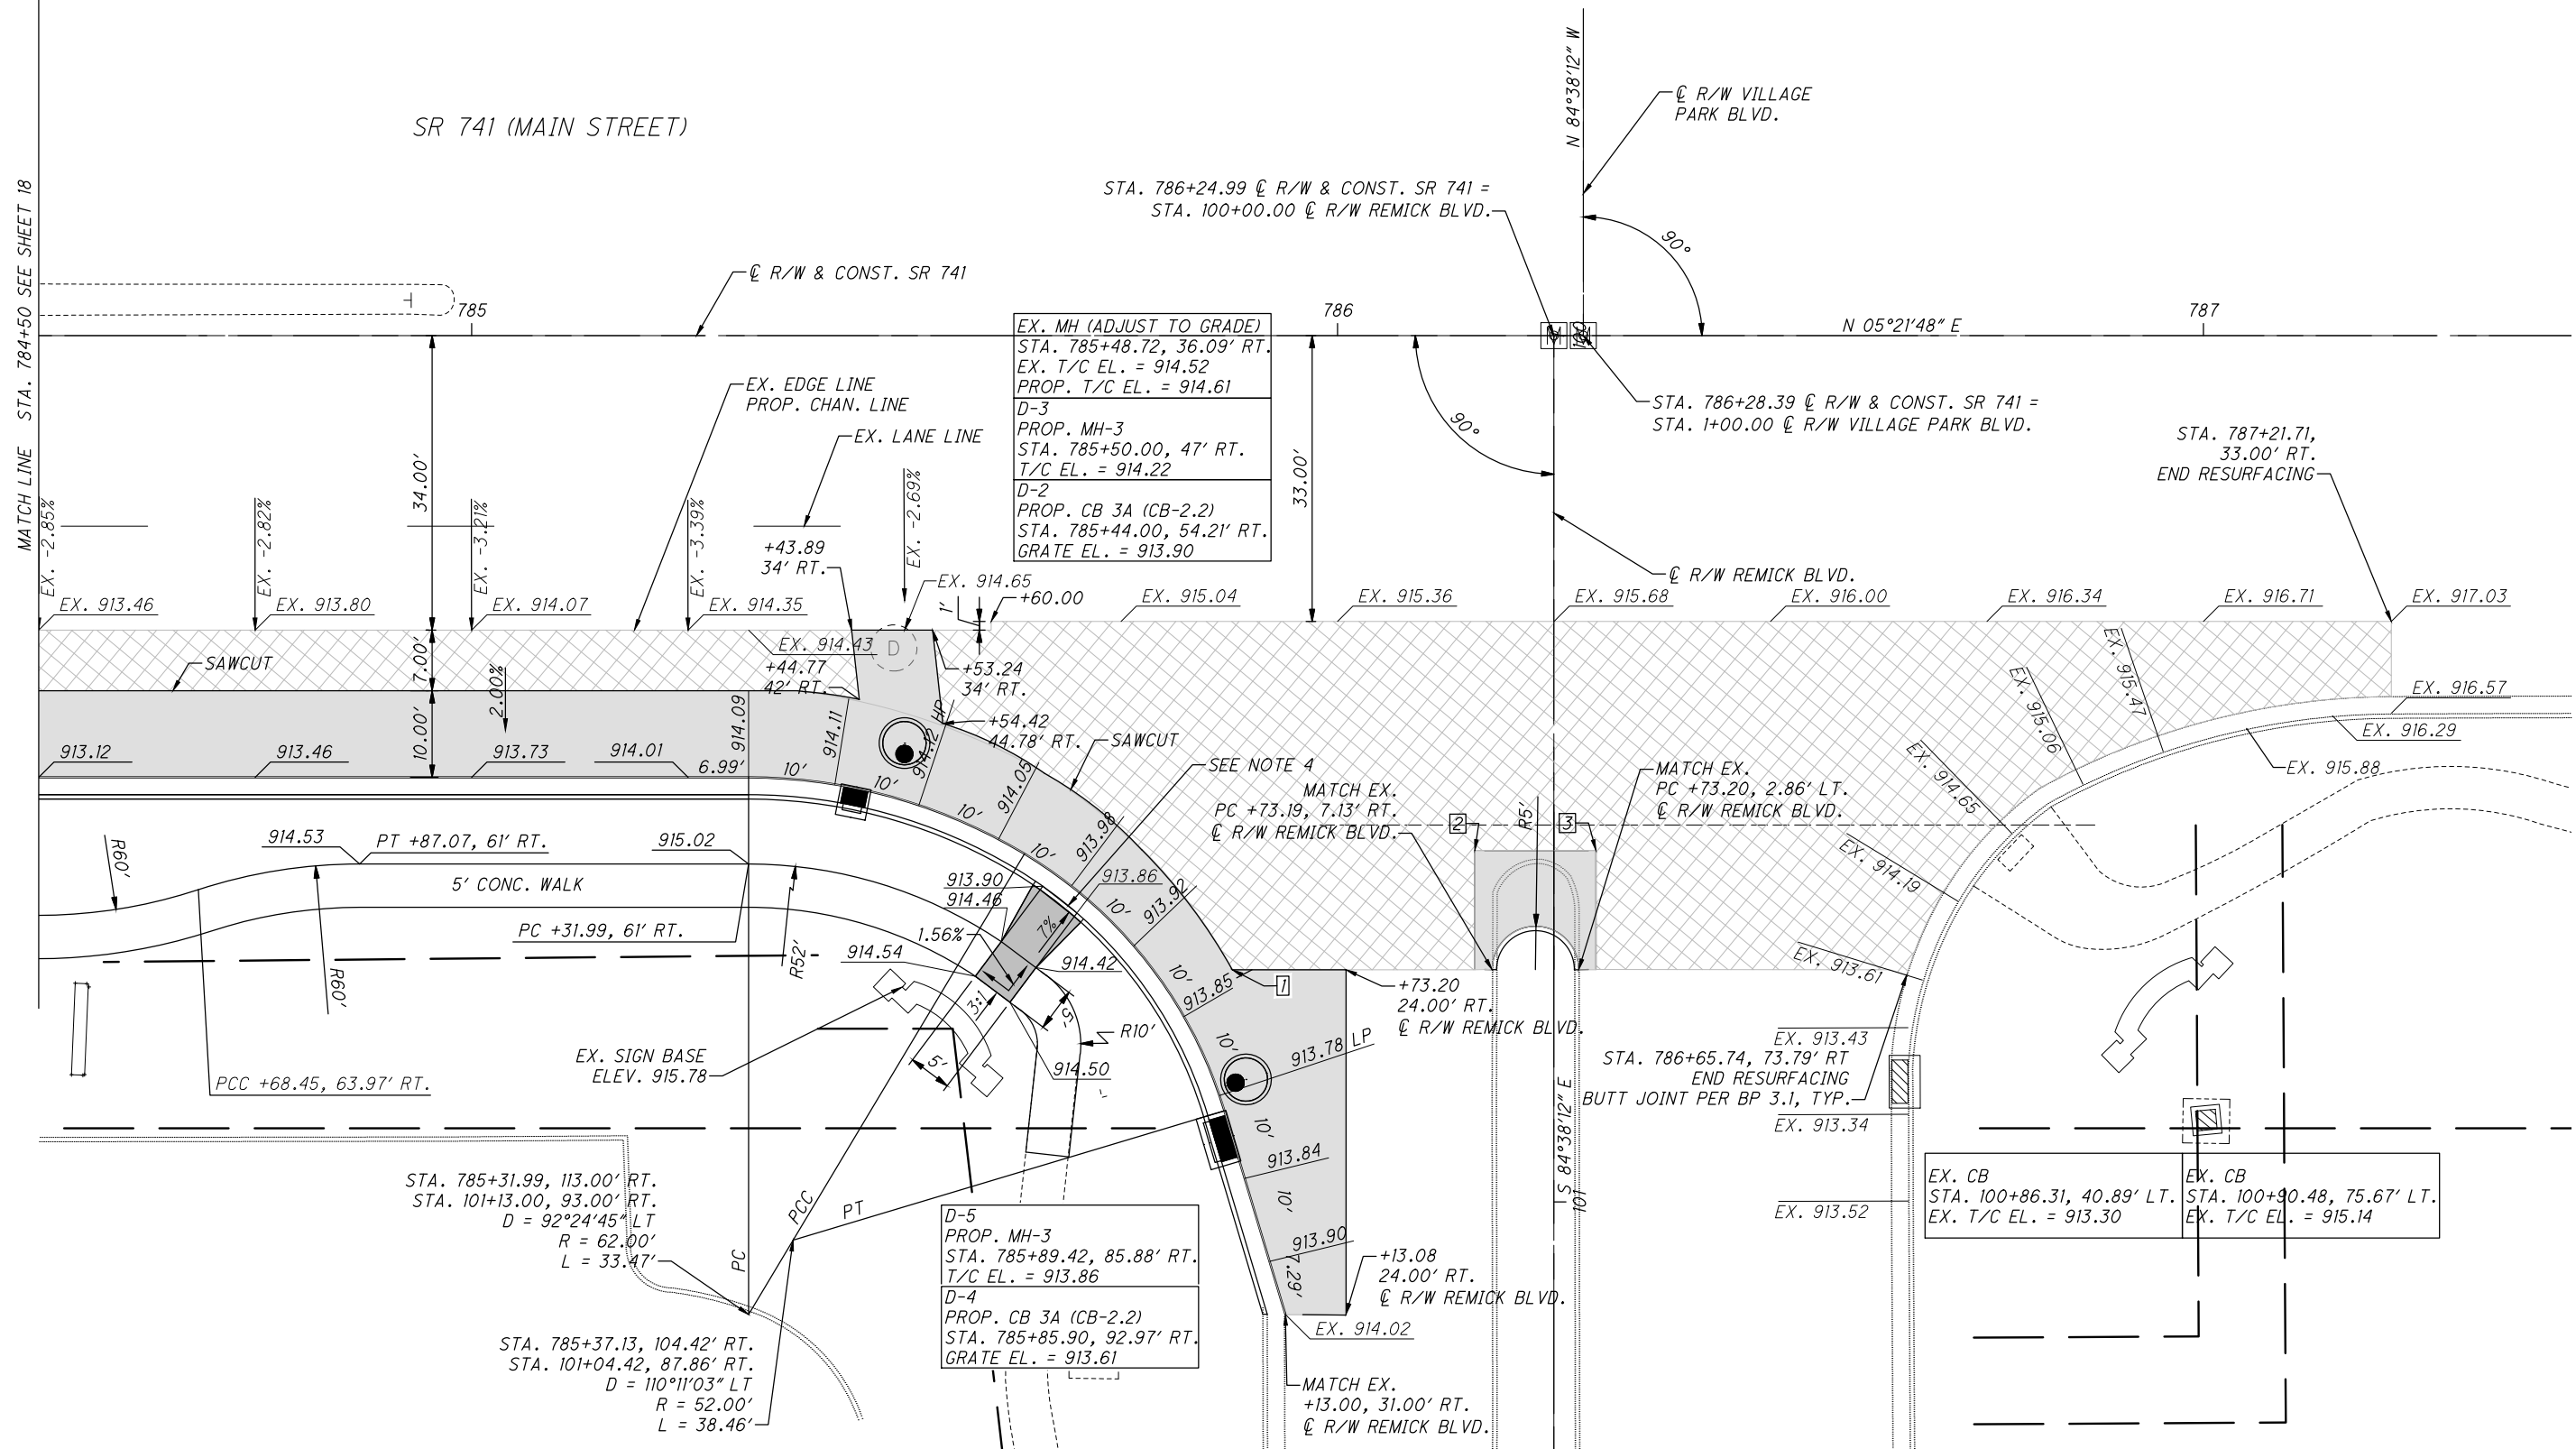 SR 741 (MAIN STREET)
MATCH LINE STA. 784+50 SEE SHEET 18
N 84°38'12" W
℄ R/W VILLAGE
PARK BLVD.
STA. 786+24.99 ℄ R/W & CONST. SR 741 =
STA. 100+00.00 ℄ R/W REMICK BLVD.
90°
℄ R/W & CONST. SR 741
785
786
787
N 05°21'48" E
100
EX. MH (ADJUST TO GRADE)
STA. 785+48.72, 36.09' RT.
EX. T/C EL. = 914.52
PROP. T/C EL. = 914.61
D-3
PROP. MH-3
STA. 785+50.00, 47' RT.
T/C EL. = 914.22
D-2
PROP. CB 3A (CB-2.2)
STA. 785+44.00, 54.21' RT.
GRATE EL. = 913.90
EX. EDGE LINE
PROP. CHAN. LINE
EX. LANE LINE
34.00'
33.00'
90°
STA. 786+28.39 ℄ R/W & CONST. SR 741 =
STA. 1+00.00 ℄ R/W VILLAGE PARK BLVD.
STA. 787+21.71,
33.00' RT.
END RESURFACING
EX. -2.85%
EX. -2.82%
EX. -3.21%
EX. -3.39%
EX. -2.69%
+43.89
34' RT.
℄ R/W REMICK BLVD.
EX. 913.46
EX. 913.80
EX. 914.07
EX. 914.35
EX. 914.65
1'
+60.00
EX. 915.04
EX. 915.36
EX. 915.68
EX. 916.00
EX. 916.34
EX. 916.71
EX. 917.03
SAWCUT
7.00'
2.00%
EX. 914.43
D
+44.77
42' RT.
+53.24
34' RT.
EX. 915.47
EX. 915.06
EX. 916.57
EX. 916.29
EX. 915.88
10.00'
914.09
914.11
HP
914.12
+54.42
44.78' RT.
SAWCUT
913.12
913.46
913.73
914.01
6.99'
10'
10'
10'
10'
10'
10'
10'
10'
10'
914.05
913.98
913.92
913.85
SEE NOTE 4
MATCH EX.
PC +73.19, 7.13' RT.
℄ R/W REMICK BLVD.
2
R5'
3
MATCH EX.
PC +73.20, 2.86' LT.
℄ R/W REMICK BLVD.
EX. 914.65
EX. 914.19
EX. 913.61
R60'
914.53
PT +87.07, 61' RT.
915.02
5' CONC. WALK
PC +31.99, 61' RT.
R52'
R60'
913.90
914.46
913.86
7%
1.56%
914.54
914.42
3:1
5'
5'
R10'
914.50
1
+73.20
24.00' RT.
℄ R/W REMICK BLVD.
EX. SIGN BASE
ELEV. 915.78
PCC +68.45, 63.97' RT.
913.78 LP
913.84
913.90
7.29'
EX. 913.43
STA. 786+65.74, 73.79' RT
END RESURFACING
BUTT JOINT PER BP 3.1, TYP.
EX. 913.34
EX. 913.52
S 84°38'12" E
101
EX. CB
STA. 100+86.31, 40.89' LT.
EX. T/C EL. = 913.30
EX. CB
STA. 100+90.48, 75.67' LT.
EX. T/C EL. = 915.14
STA. 785+31.99, 113.00' RT.
STA. 101+13.00, 93.00' RT.
D = 92°24'45" LT
R = 62.00'
L = 33.47'
PC
PCC
PT
D-5
PROP. MH-3
STA. 785+89.42, 85.88' RT.
T/C EL. = 913.86
D-4
PROP. CB 3A (CB-2.2)
STA. 785+85.90, 92.97' RT.
GRATE EL. = 913.61
+13.08
24.00' RT.
℄ R/W REMICK BLVD.
EX. 914.02
STA. 785+37.13, 104.42' RT.
STA. 101+04.42, 87.86' RT.
D = 110°11'03" LT
R = 52.00'
L = 38.46'
MATCH EX.
+13.00, 31.00' RT.
℄ R/W REMICK BLVD.